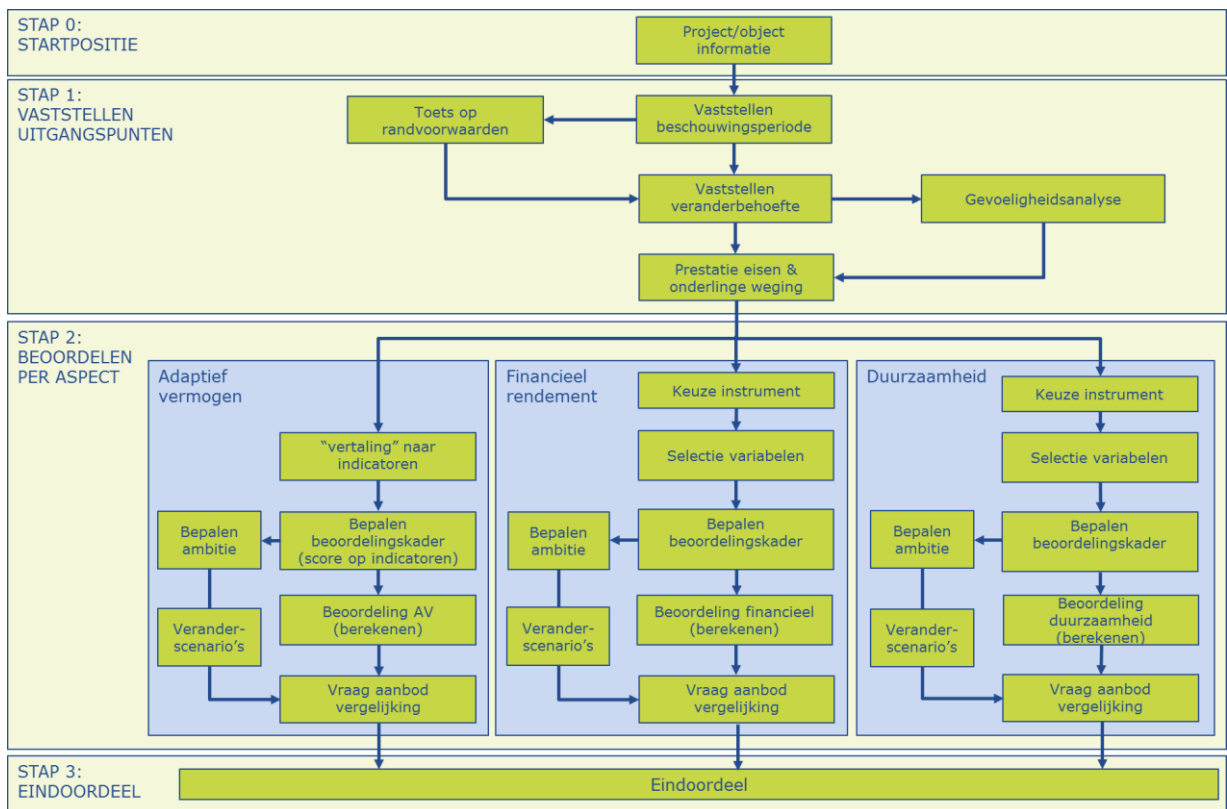 STAP 0:
STARTPOSITIE
Project/object
informatie
STAP 1:
VASTSTELLEN
UITGANGSPUNTEN
Toets op
randvoorwaarden
Vaststellen
beschouwingsperiode
Vaststellen
veranderbehoefte
Gevoeligheidsanalyse
Prestatie eisen &
onderlinge weging
STAP 2:
BEOORDELEN
PER ASPECT
Adaptief
vermogen
"vertaling" naar
indicatoren
Bepalen
ambitie
Bepalen
beoordelingskader
(score op indicatoren)
Verander-
scenario's
Beoordeling AV
(berekenen)
Vraag aanbod
vergelijking
Financieel
rendement
Keuze instrument
Selectie variabelen
Bepalen
ambitie
Bepalen
beoordelingskader
Verander-
scenario's
Beoordeling financieel
(berekenen)
Vraag aanbod
vergelijking
Duurzaamheid
Keuze instrument
Selectie variabelen
Bepalen
ambitie
Bepalen
beoordelingskader
Verander-
scenario's
Beoordeling
duurzaamheid
(berekenen)
Vraag aanbod
vergelijking
STAP 3:
EINDOORDEEL
Eindoordeel